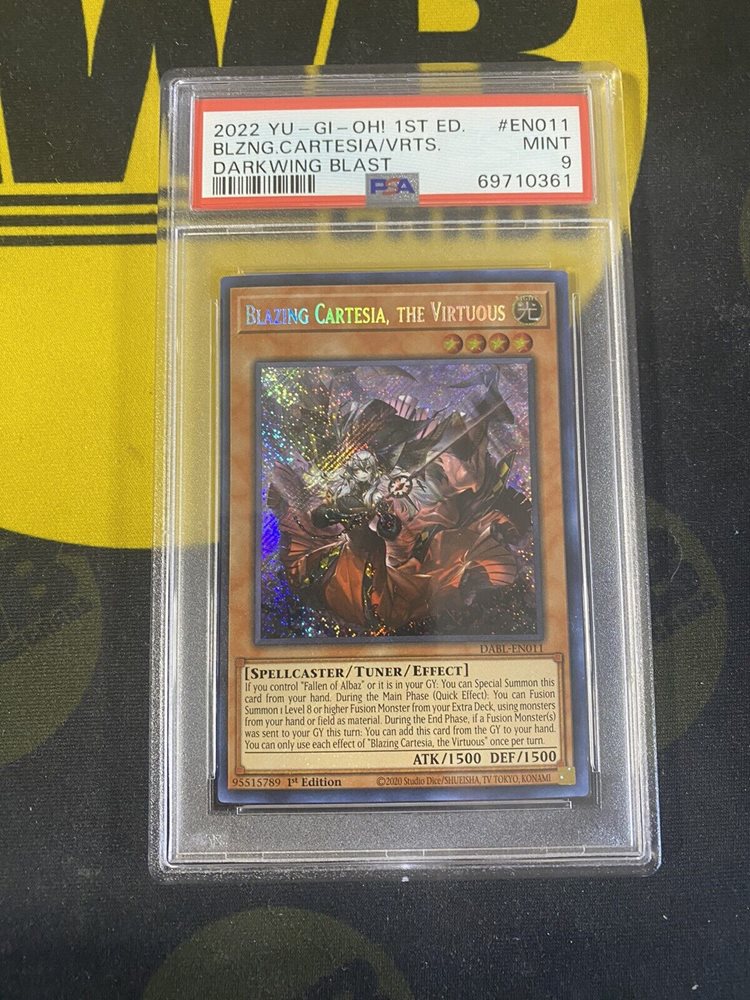 WB
2022 YU-GI-OH! 1ST ED. #EN011
BLZNG.CARTESIA/VRTS. MINT
DARKWING BLAST 9
PSA 69710361
BLAZING CARTESIA, THE VIRTUOUS
光
DABL-EN011
[SPELLCASTER/TUNER/EFFECT]
If you control "Fallen of Albaz" or it is in your GY: You can Special Summon this
card from your hand. During the Main Phase (Quick Effect): You can Fusion
Summon 1 Level 8 or higher Fusion Monster from your Extra Deck, using monsters
from your hand or field as material. During the End Phase, if a Fusion Monster(s)
was sent to your GY this turn: You can add this card from the GY to your hand.
You can only use each effect of "Blazing Cartesia, the Virtuous" once per turn.
ATK/1500 DEF/1500
95515789 1st Edition ©2020 Studio Dice/SHUEISHA, TV TOKYO, KONAMI